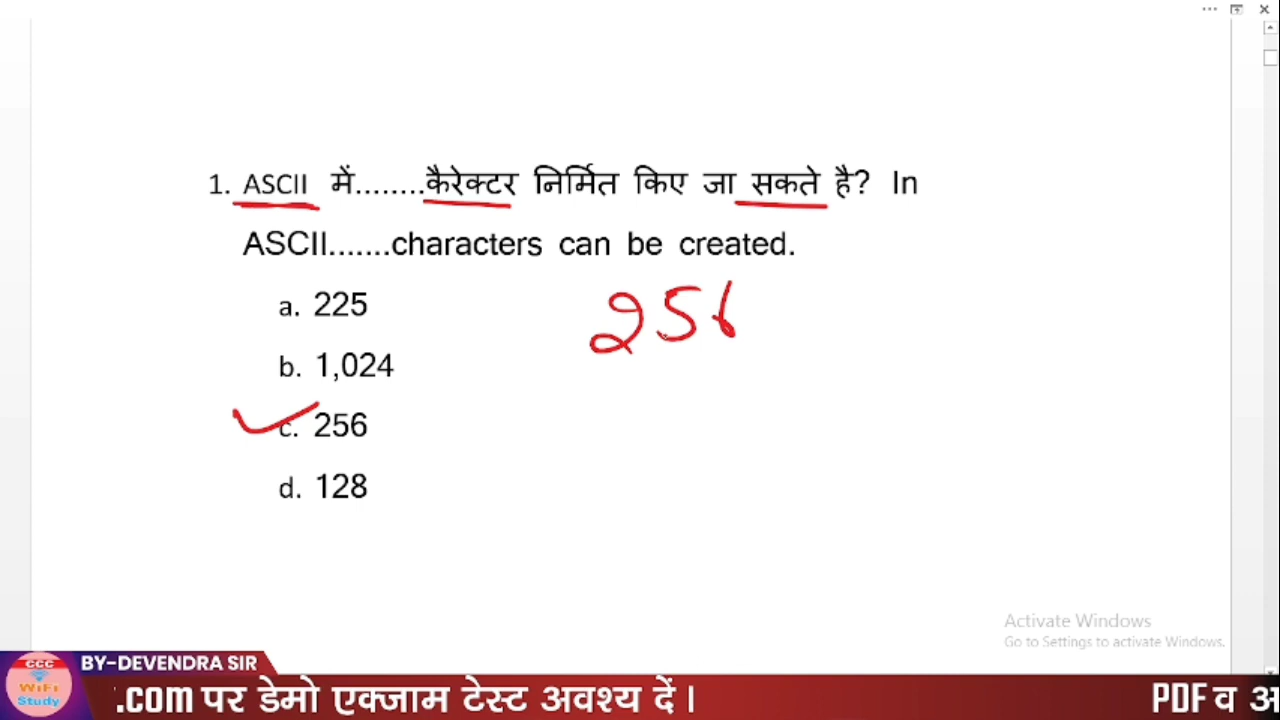 1. ASCII में........कैरेक्टर निर्मित किए जा सकते है? In
ASCII.......characters can be created.
a. 225
256
b. 1,024
c. 256
d. 128
Activate Windows
Go to Settings to activate Windows.
CCC
WiFi
Study
BY-DEVENDRA SIR
.com पर डेमो एक्जाम टेस्ट अवश्य दें।
PDF व